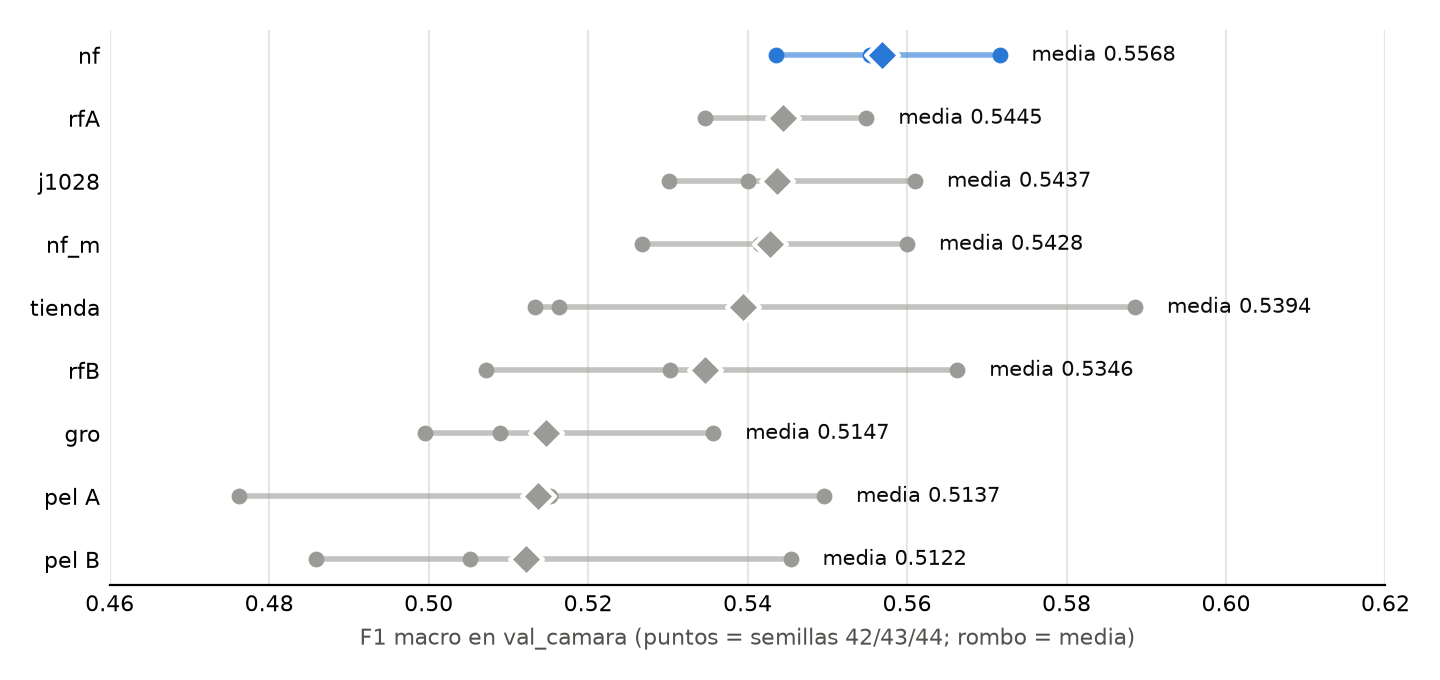 nf media 0.5568
rfA media 0.5445
j1028 media 0.5437
nf_m media 0.5428
tienda media 0.5394
rfB media 0.5346
gro media 0.5147
pel A media 0.5137
pel B media 0.5122
0.46 0.48 0.50 0.52 0.54 0.56 0.58 0.60 0.62
F1 macro en val_camara (puntos = semillas 42/43/44; rombo = media)